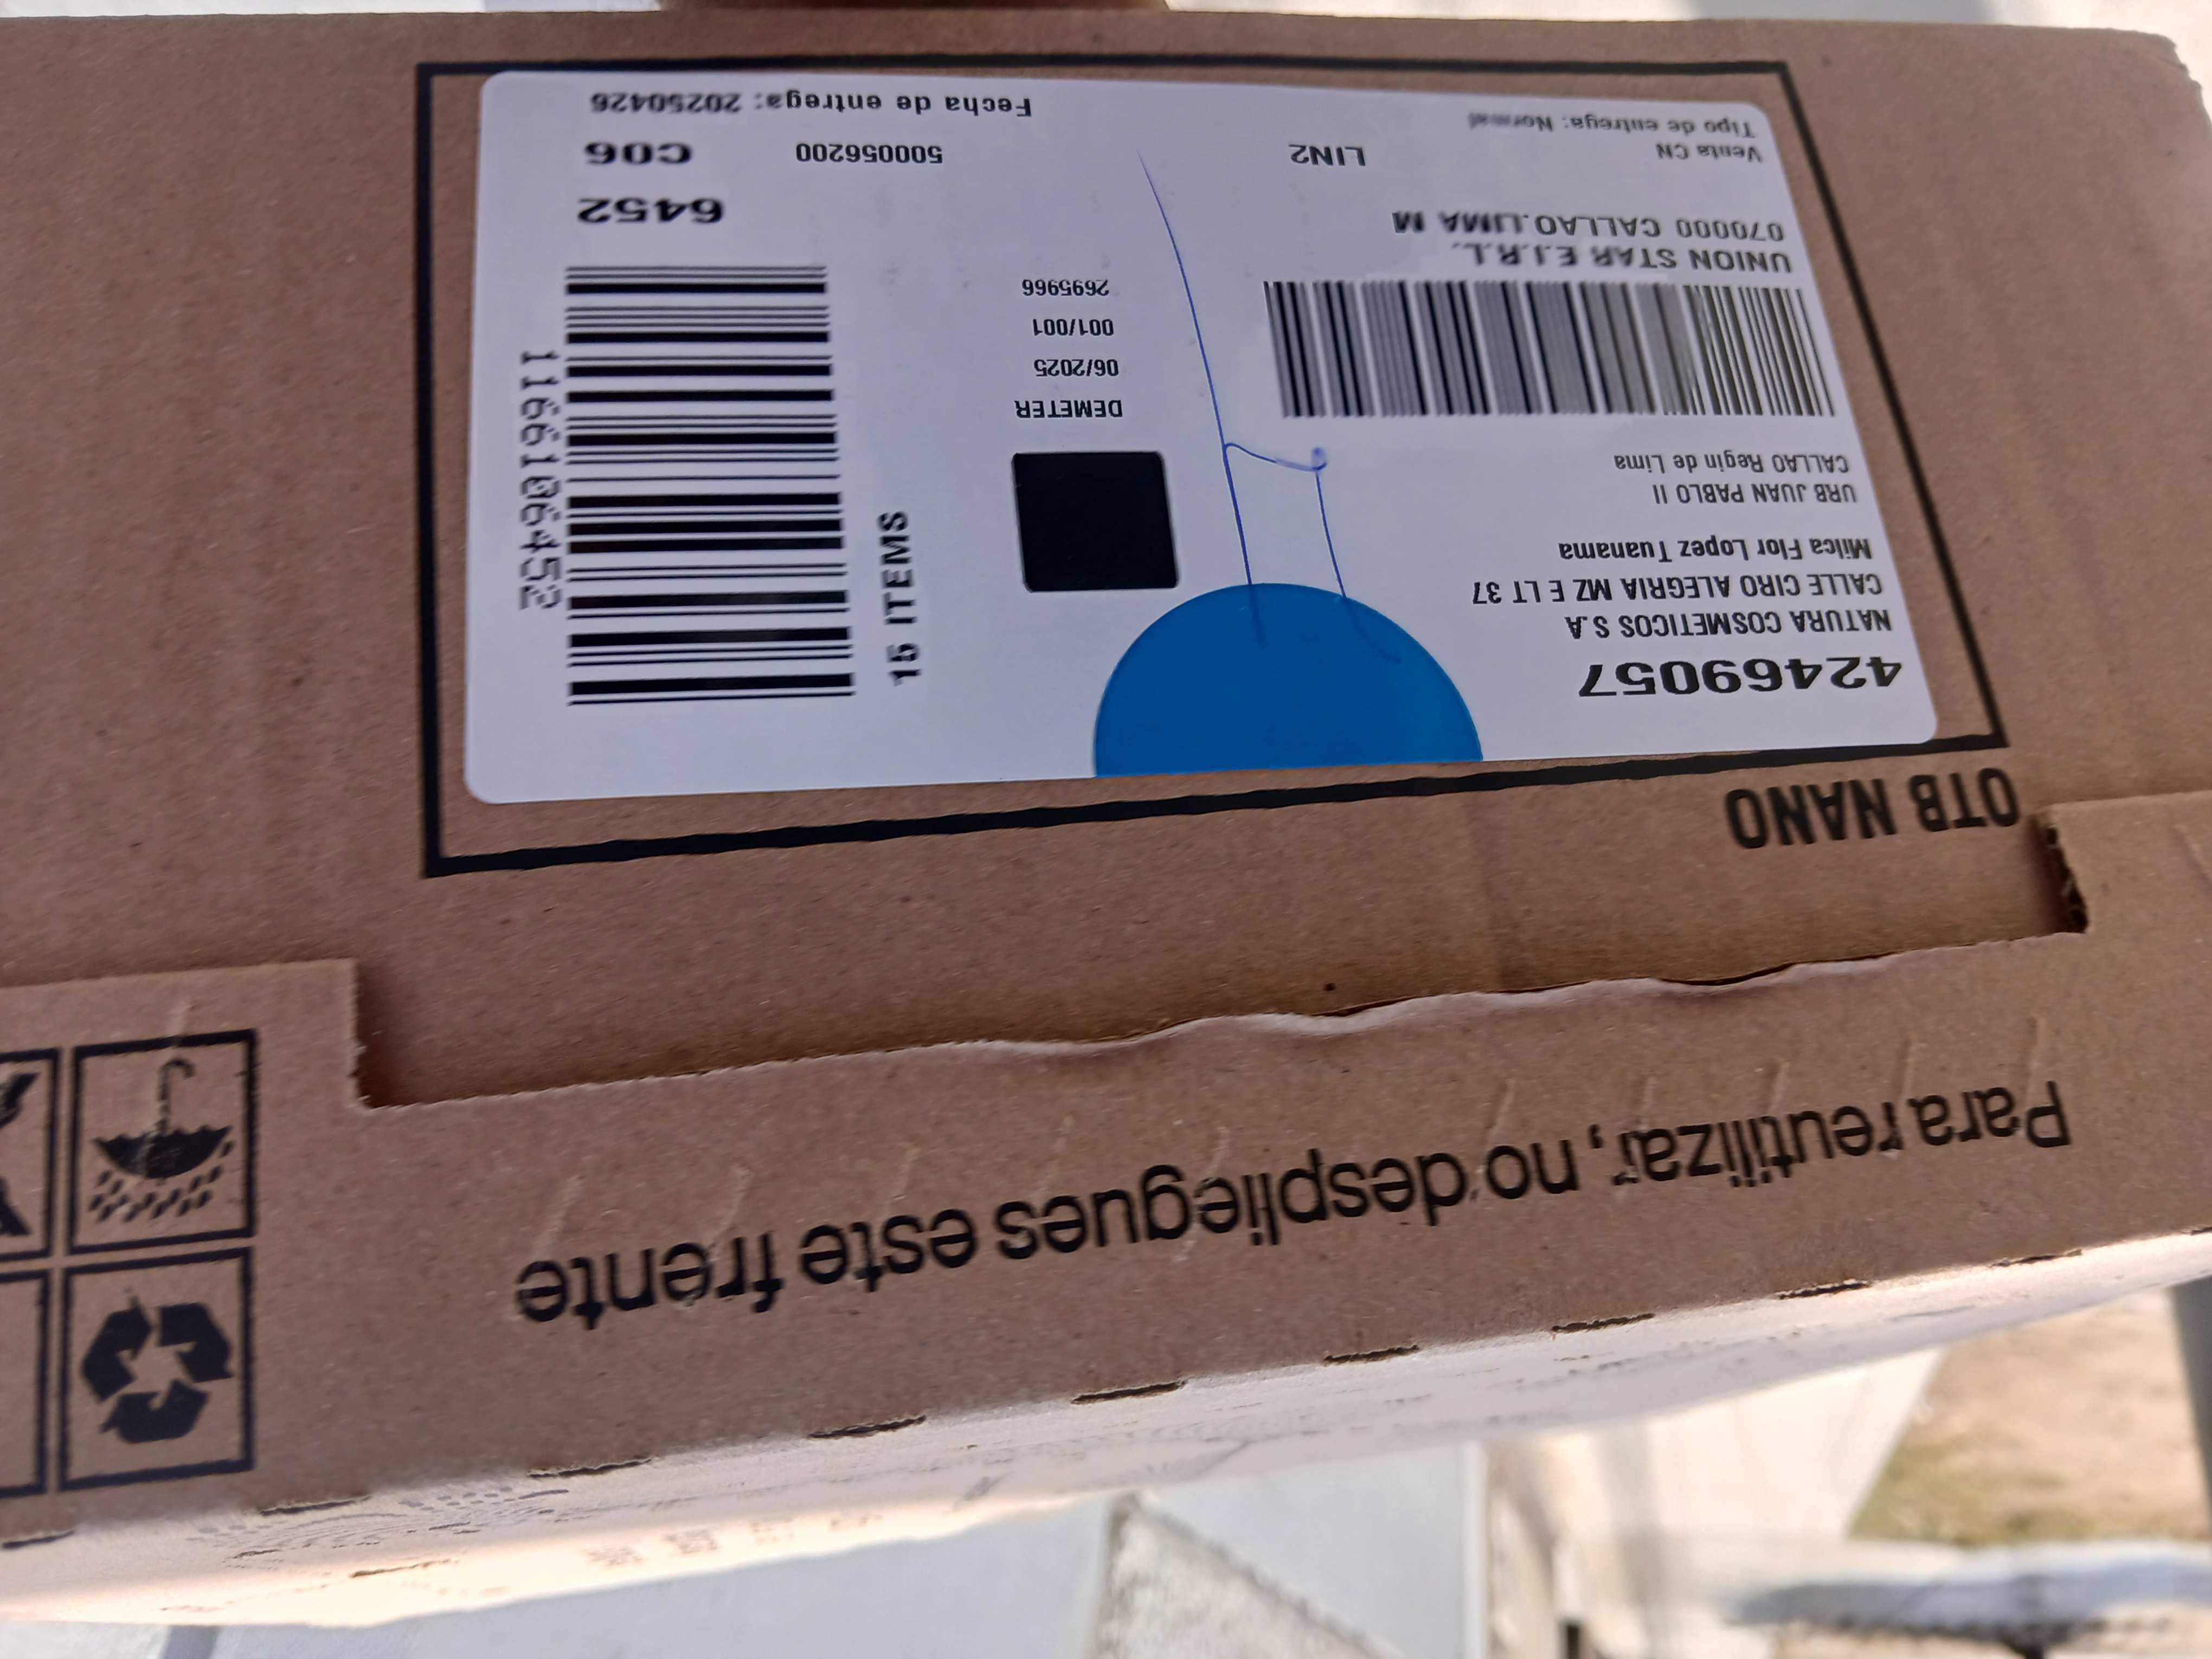 42469057
NATURA COSMETICOS S.A
CALLE CIRO ALEGRIA MZ E LT 37
Milca Flor Lopez Tuanama
URB JUAN PABLO II
CALLAO Regin de Lima
UNION STAR E.I.R.L.
070000 CALLAO.LIMA M
Venta CN
LIN2
Tipo de entrega: Normal
DEMETER
06/2025
001/001
2695966
500056200
15 ITEMS
1166106452
6452
C06
Fecha de entrega: 20250426
OTB NANO
Para reutilizar, no despliegues este frente